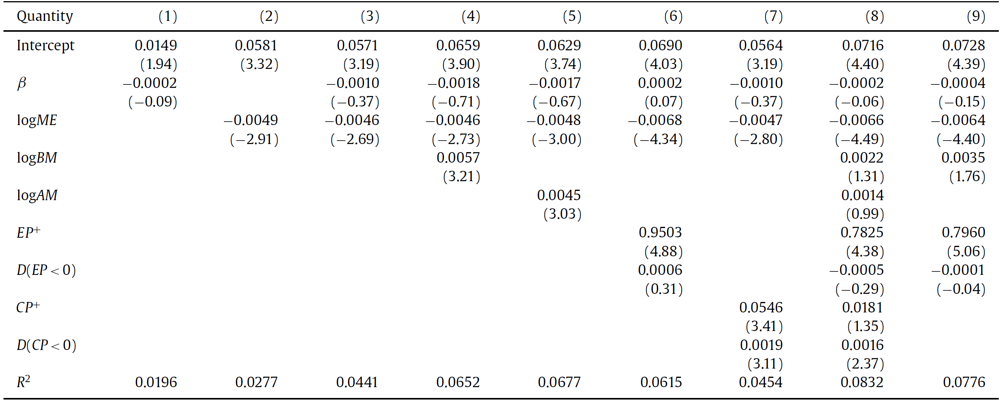 Quantity (1) (2) (3) (4) (5) (6) (7) (8) (9)
Intercept 0.0149 0.0581 0.0571 0.0659 0.0629 0.0690 0.0564 0.0716 0.0728
(1.94) (3.32) (3.19) (3.90) (3.74) (4.03) (3.19) (4.40) (4.39)
β −0.0002 −0.0010 −0.0018 −0.0017 0.0002 −0.0010 −0.0002 −0.0004
(−0.09) (−0.37) (−0.71) (−0.67) (0.07) (−0.37) (−0.06) (−0.15)
logME −0.0049 −0.0046 −0.0046 −0.0048 −0.0068 −0.0047 −0.0066 −0.0064
(−2.91) (−2.69) (−2.73) (−3.00) (−4.34) (−2.80) (−4.49) (−4.40)
logBM 0.0057 0.0022 0.0035
(3.21) (1.31) (1.76)
logAM 0.0045 0.0014
(3.03) (0.99)
EP⁺ 0.9503 0.7825 0.7960
(4.88) (4.38) (5.06)
D(EP < 0) 0.0006 −0.0005 −0.0001
(0.31) (−0.29) (−0.04)
CP⁺ 0.0546 0.0181
(3.41) (1.35)
D(CP < 0) 0.0019 0.0016
(3.11) (2.37)
R² 0.0196 0.0277 0.0441 0.0652 0.0677 0.0615 0.0454 0.0832 0.0776